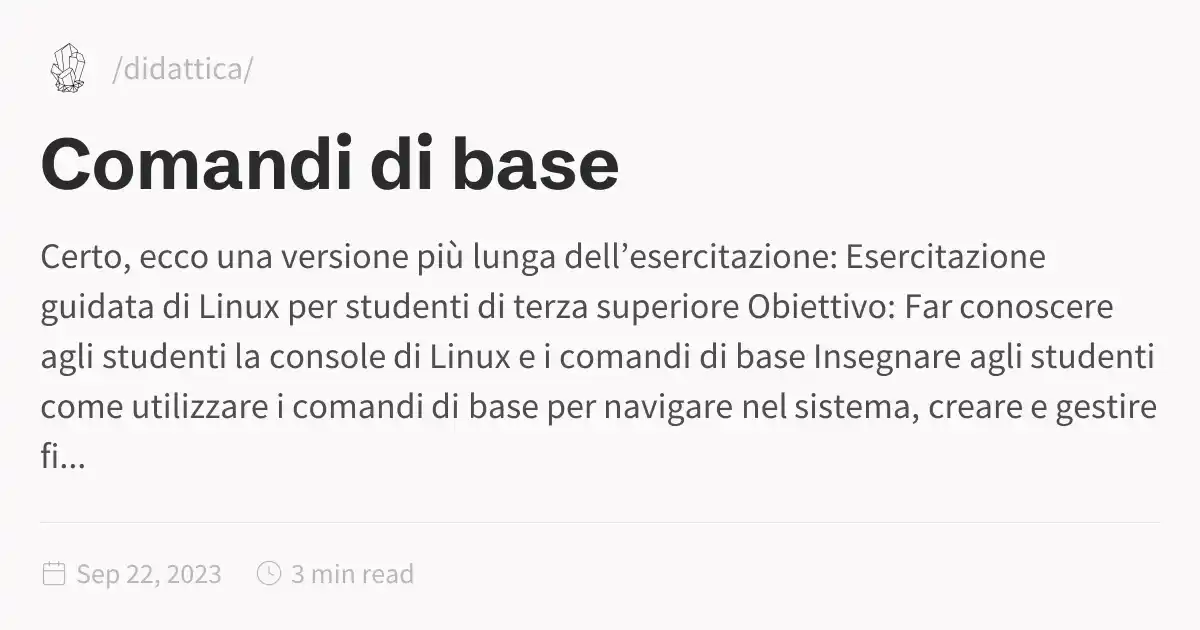 /didattica/
Comandi di base
Certo, ecco una versione più lunga dell’esercitazione: Esercitazione
guidata di Linux per studenti di terza superiore Obiettivo: Far conoscere
agli studenti la console di Linux e i comandi di base Insegnare agli studenti
come utilizzare i comandi di base per navigare nel sistema, creare e gestire
fi...
Sep 22, 2023 3 min read